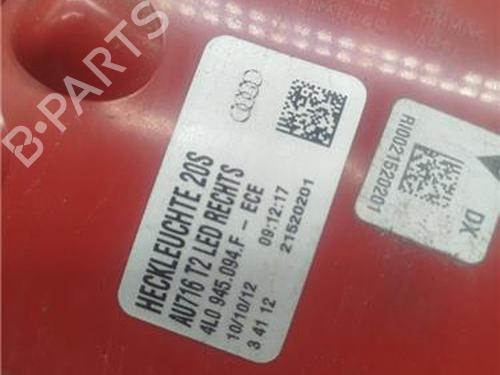 HECKLEUCHTE 20S
AU716 T2 LED RECHTS
4L0 945.094.F - ECE
10/10/12 09:12:17
3 41 12 21520201
RI0021520201
DX
B-PARTS